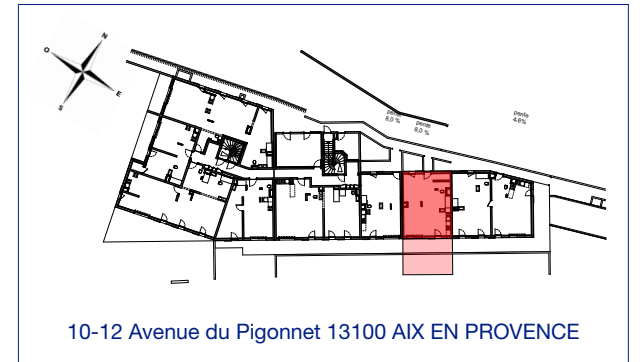 N
O
E
S
pente
8,0 %
pente
8,0 %
pente
4.6%
10-12 Avenue du Pigonnet 13100 AIX EN PROVENCE